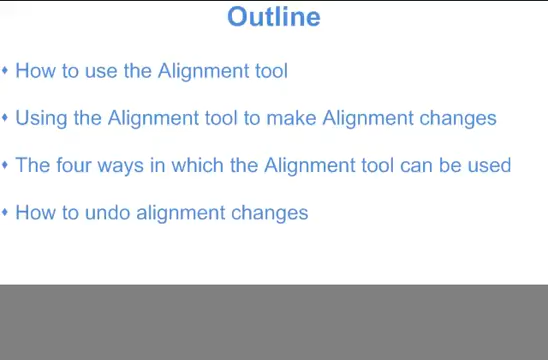 Outline
How to use the Alignment tool
Using the Alignment tool to make Alignment changes
The four ways in which the Alignment tool can be used
How to undo alignment changes